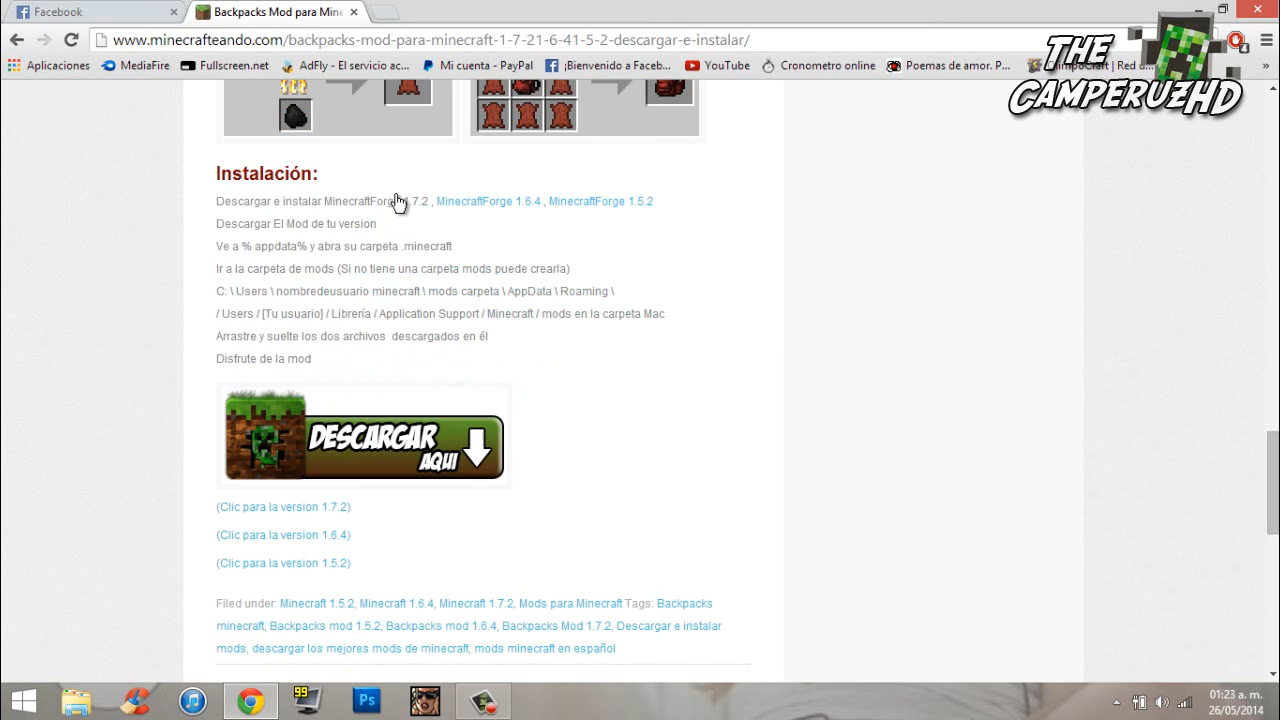 Facebook
Backpacks Mod para Mine
www.minecrafteando.com/backpacks-mod-para-minecraft-1-7-21-6-41-5-2-descargar-e-instalar/
Aplicaciones
MediaFire
Fullscreen.net
AdFly - El servicio ac...
Mi cuenta - PayPal
¡Bienvenido a Faceb...
YouTube
Cronometro online
Poemas de amor. P...
THE
CAMPERUZHD
Instalación:
Descargar e instalar MinecraftForge 1.7.2 , MinecraftForge 1.6.4 , MinecraftForge 1.5.2
Descargar El Mod de tu version
Ve a % appdata% y abra su carpeta .minecraft
Ir a la carpeta de mods (Si no tiene una carpeta mods puede crearla)
C: \ Users \ nombredeusuario minecraft \ mods carpeta \ AppData \ Roaming \
/ Users / [Tu usuario] / Librería / Application Support / Minecraft / mods en la carpeta Mac
Arrastre y suelte los dos archivos descargados en él
Disfrute de la mod
DESCARGAR
AQUI
(Clic para la version 1.7.2)
(Clic para la version 1.6.4)
(Clic para la version 1.5.2)
Filed under: Minecraft 1.5.2, Minecraft 1.6.4, Minecraft 1.7.2, Mods para Minecraft Tags: Backpacks
minecraft, Backpacks mod 1.5.2, Backpacks mod 1.6.4, Backpacks Mod 1.7.2, Descargar e instalar
mods, descargar los mejores mods de minecraft, mods minecraft en español
99
Ps
01:23 a. m.
26/05/2014